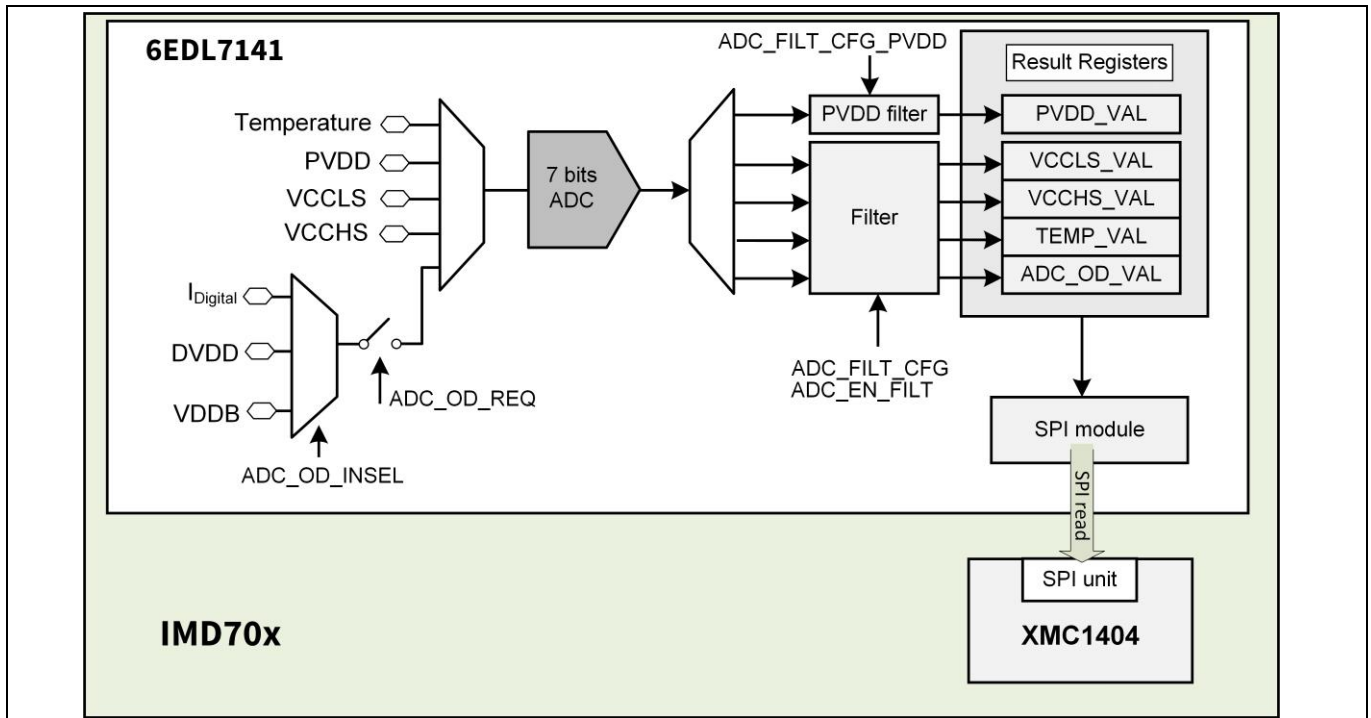 6EDL7141
ADC_FILT_CFG_PVDD
Result Registers
Temperature
PVDD
VCCLS
VCCHS
7 bits
ADC
PVDD filter
PVDD_VAL
Filter
VCCLS_VAL
VCCHS_VAL
TEMP_VAL
ADC_OD_VAL
IDigital
DVDD
VDDB
ADC_OD_REQ
ADC_OD_INSEL
ADC_FILT_CFG
ADC_EN_FILT
SPI module
SPI read
SPI unit
XMC1404
IMD70x